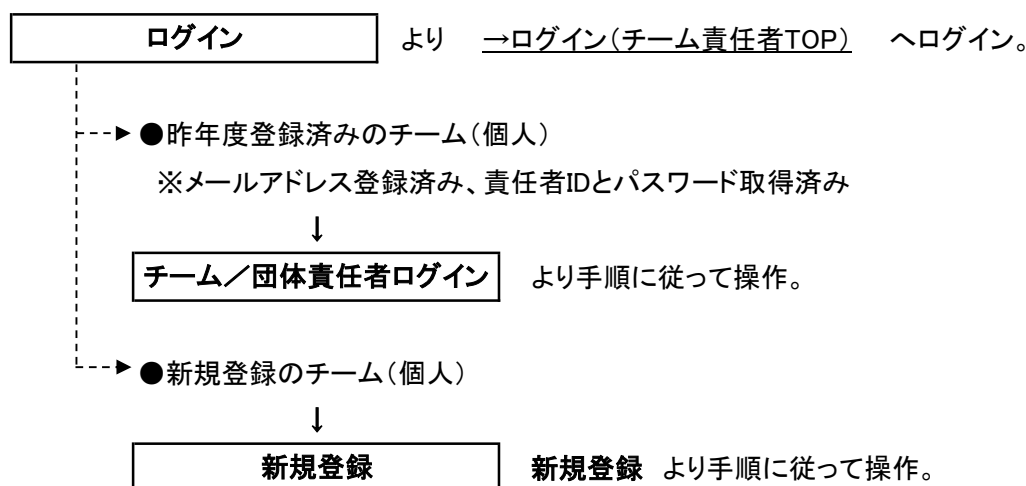 ログイン より →ログイン（チーム責任者TOP） へログイン。
●昨年度登録済みのチーム（個人）
※メールアドレス登録済み、責任者IDとパスワード取得済み
↓
チーム／団体責任者ログイン より手順に従って操作。
●新規登録のチーム（個人）
↓
新規登録 新規登録 より手順に従って操作。